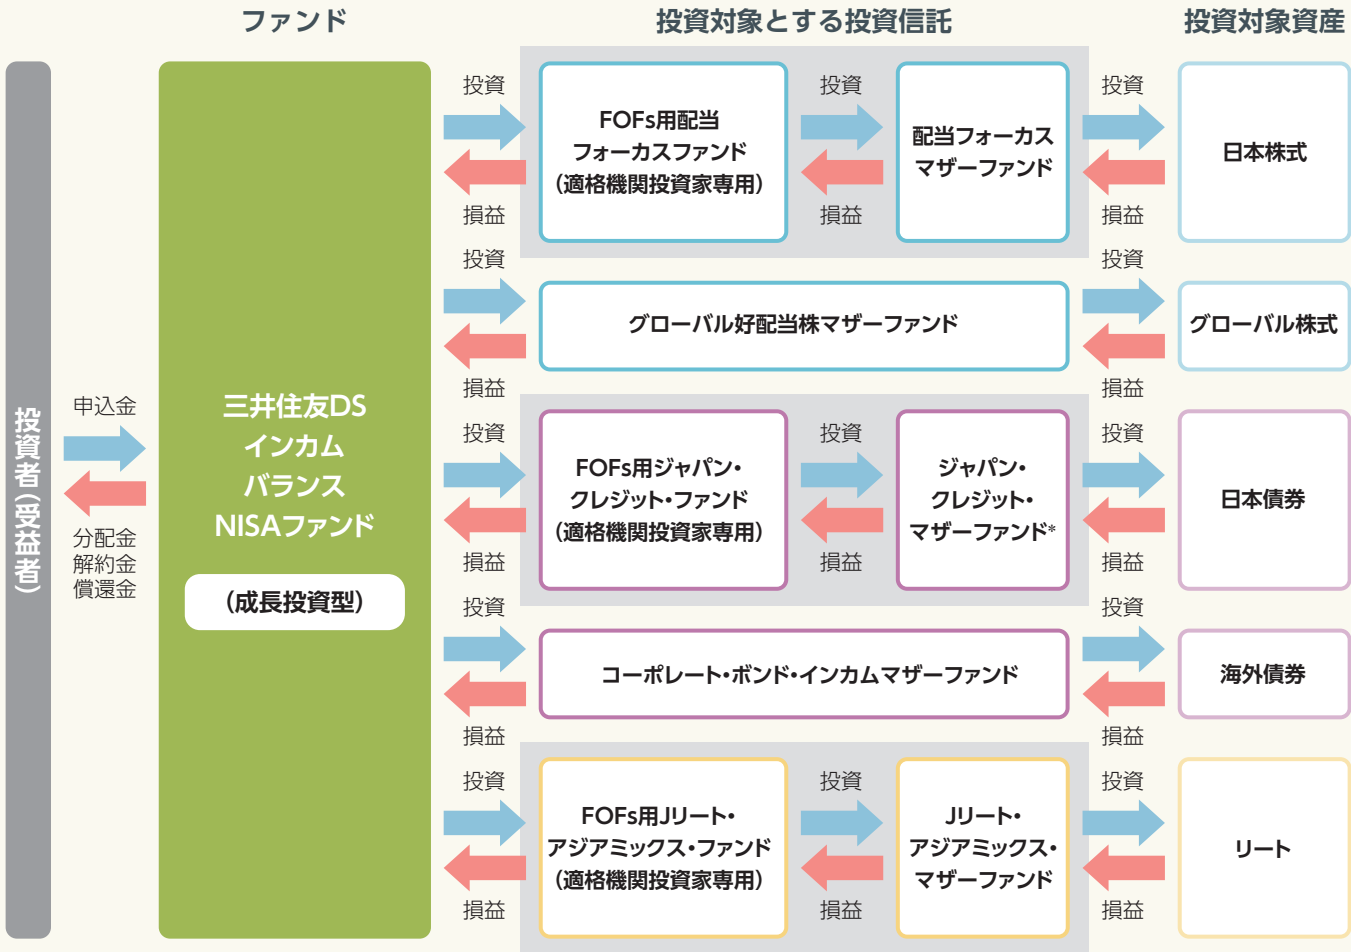 ファンド
投資対象とする投資信託
投資対象資産
投資者(受益者)
申込金
分配金
解約金
償還金
三井住友DS
インカム
バランス
NISAファンド
(成長投資型)
投資
損益
FOFs用配当
フォーカスファンド
(適格機関投資家専用)
投資
損益
配当フォーカス
マザーファンド
投資
損益
日本株式
投資
損益
グローバル好配当株マザーファンド
投資
損益
グローバル株式
投資
損益
FOFs用ジャパン・
クレジット・ファンド
(適格機関投資家専用)
投資
損益
ジャパン・
クレジット・
マザーファンド*
投資
損益
日本債券
投資
損益
コーポレート・ボンド・インカムマザーファンド
投資
損益
海外債券
投資
損益
FOFs用Jリート・
アジアミックス・ファンド
(適格機関投資家専用)
投資
損益
Jリート・
アジアミックス・
マザーファンド
投資
損益
リート